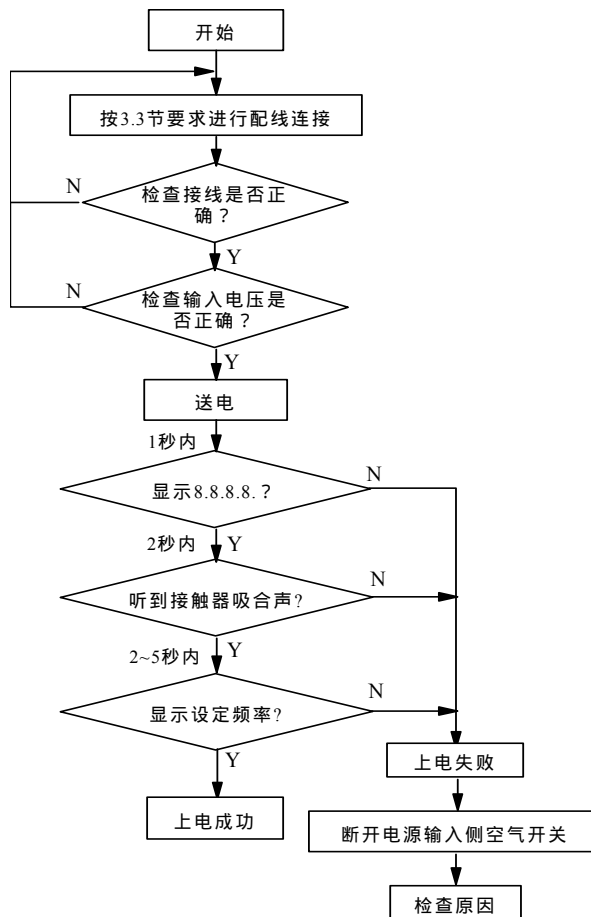 开始
按3.3节要求进行配线连接
N
检查接线是否正
确？
Y
N
检查输入电压是
否正确？
Y
送电
1秒内
N
显示8.8.8.8.？
2秒内
Y
N
听到接触器吸合声?
2~5秒内
Y
N
显示设定频率?
Y
上电失败
上电成功
断开电源输入侧空气开关
检查原因